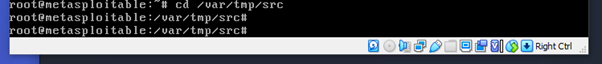 root@metasploitable:~# cd /var/tmp/src
root@metasploitable:/var/tmp/src#
root@metasploitable:/var/tmp/src#
Right Ctrl